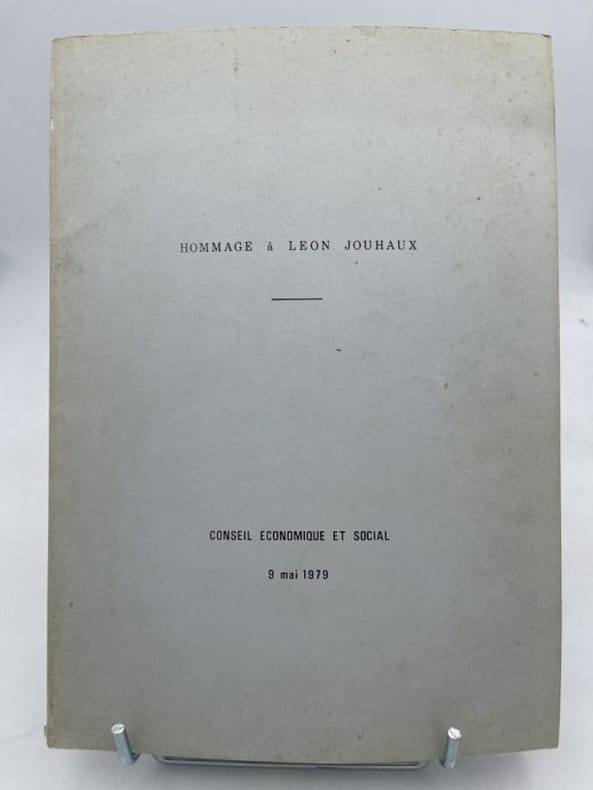 HOMMAGE à LEON JOUHAUX
CONSEIL ECONOMIQUE ET SOCIAL
9 mai 1979